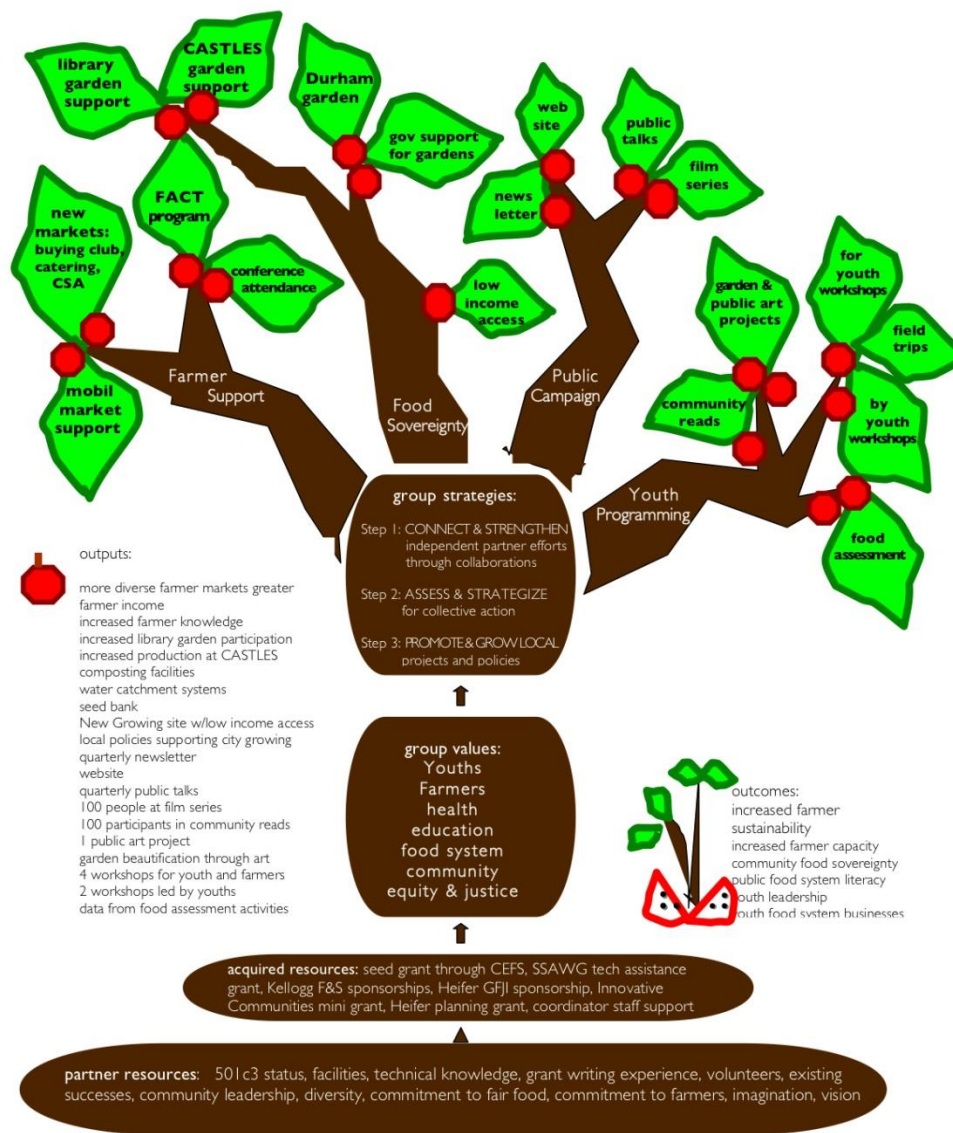 library
garden
support
CASTLES
garden
support
Durham
garden
gov support
for gardens
web
site
public
talks
film
series
news
letter
FACT
program
new
markets:
buying club,
catering,
CSA
conference
attendance
low
income
access
garden &
public art
projects
for
youth
workshops
field
trips
mobil
market
support
community
reads
by
youth
workshops
food
assessment
Farmer
Support
Food
Sovereignty
Public
Campaign
Youth
Programming
group strategies:
Step 1: CONNECT & STRENGTHEN
independent partner efforts
through collaborations
Step 2: ASSESS & STRATEGIZE
for collective action
Step 3: PROMOTE & GROW LOCAL
projects and policies
outputs:
more diverse farmer markets greater
farmer income
increased farmer knowledge
increased library garden participation
increased production at CASTLES
composting facilities
water catchment systems
seed bank
New Growing site w/low income access
local policies supporting city growing
quarterly newsletter
website
quarterly public talks
100 people at film series
100 participants in community reads
1 public art project
garden beautification through art
4 workshops for youth and farmers
2 workshops led by youths
data from food assessment activities
group values:
Youths
Farmers
health
education
food system
community
equity & justice
outcomes:
increased farmer
sustainability
increased farmer capacity
community food sovereignty
public food system literacy
youth leadership
youth food system businesses
acquired resources: seed grant through CEFS, SSAWG tech assistance
grant, Kellogg F&S sponsorships, Heifer GFJI sponsorship, Innovative
Communities mini grant, Heifer planning grant, coordinator staff support
partner resources: 501c3 status, facilities, technical knowledge, grant writing experience, volunteers, existing
successes, community leadership, diversity, commitment to fair food, commitment to farmers, imagination, vision